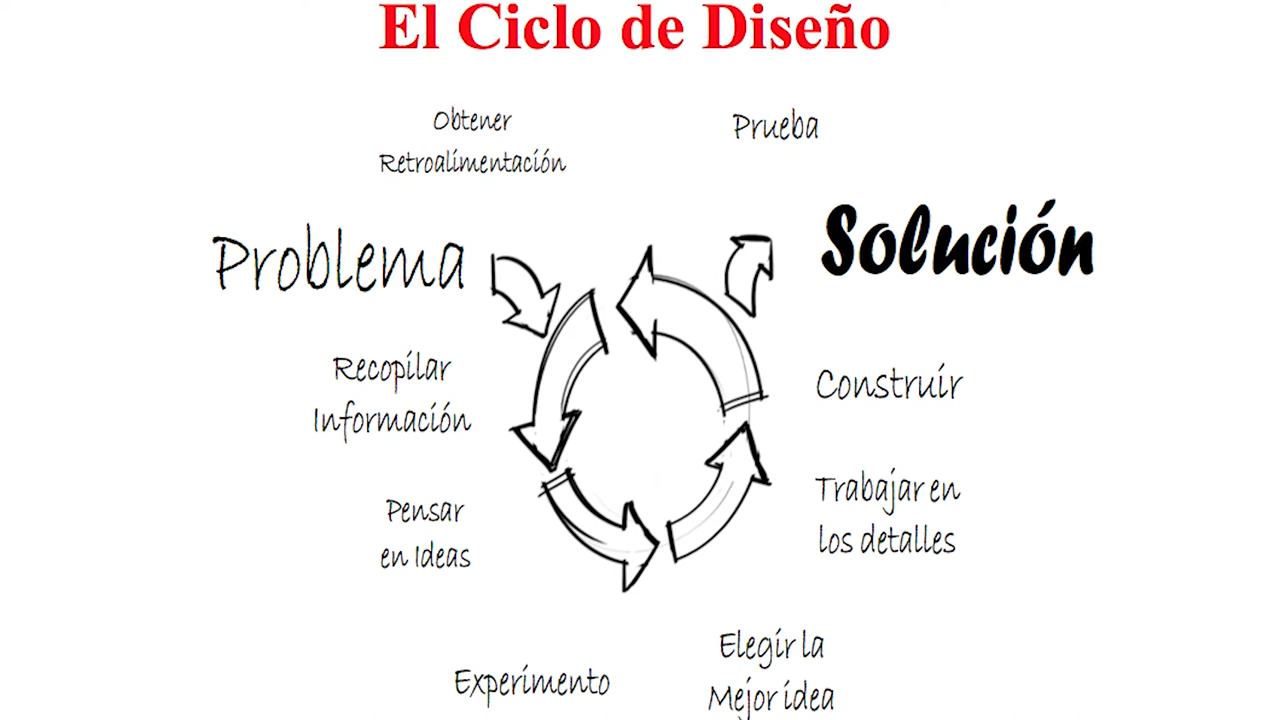 El Ciclo de Diseño
Obtener
Retroalimentación
Prueba
Problema
Solución
Recopilar
Información
Construir
Pensar
en Ideas
Trabajar en
los detalles
Experimento
Elegir la
Mejor idea